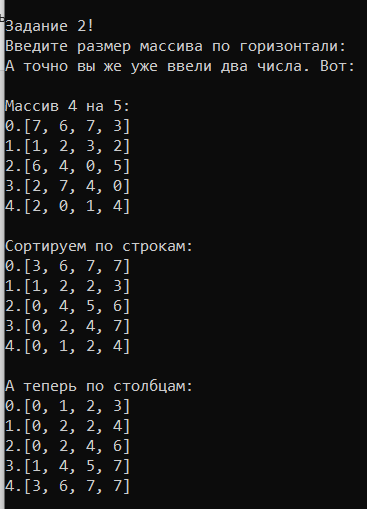 Задание 2!
Введите размер массива по горизонтали:
А точно вы же уже ввели два числа. Вот:
Массив 4 на 5:
0.[7, 6, 7, 3]
1.[1, 2, 3, 2]
2.[6, 4, 0, 5]
3.[2, 7, 4, 0]
4.[2, 0, 1, 4]
Сортируем по строкам:
0.[3, 6, 7, 7]
1.[1, 2, 2, 3]
2.[0, 4, 5, 6]
3.[0, 2, 4, 7]
4.[0, 1, 2, 4]
А теперь по столбцам:
0.[0, 1, 2, 3]
1.[0, 2, 2, 4]
2.[0, 2, 4, 6]
3.[1, 4, 5, 7]
4.[3, 6, 7, 7]